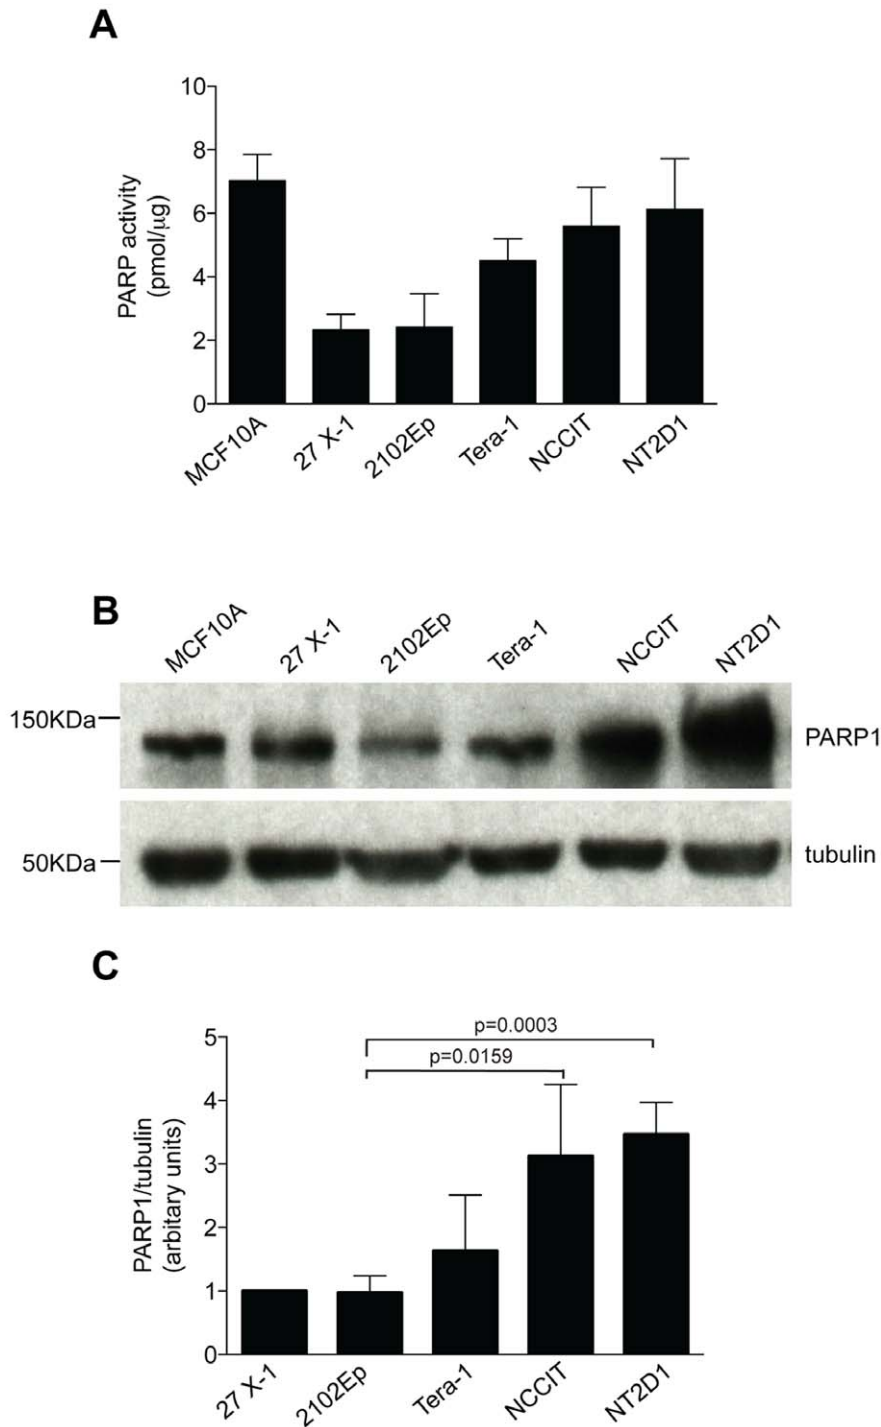 A
10
8
6
4
2
0
PARP activity
(pmol/μg)
MCF10A
27 X-1
2102Ep
Tera-1
NCCIT
NT2D1
B
MCF10A
27 X-1
2102Ep
Tera-1
NCCIT
NT2D1
150KDa
PARP1
50KDa
tubulin
C
p=0.0003
p=0.0159
5
4
3
2
1
0
PARP1/tubulin
(arbitary units)
27 X-1
2102Ep
Tera-1
NCCIT
NT2D1